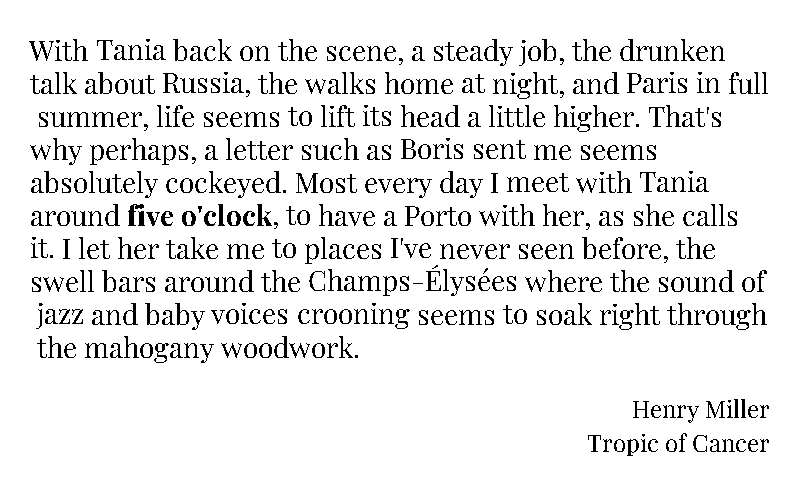 With Tania back on the scene, a steady job, the drunken
talk about Russia, the walks home at night, and Paris in full
summer, life seems to lift its head a little higher. That's
why perhaps, a letter such as Boris sent me seems
absolutely cockeyed. Most every day I meet with Tania
around five o'clock, to have a Porto with her, as she calls
it. I let her take me to places I've never seen before, the
swell bars around the Champs-Élysées where the sound of
jazz and baby voices crooning seems to soak right through
the mahogany woodwork.
Henry Miller
Tropic of Cancer